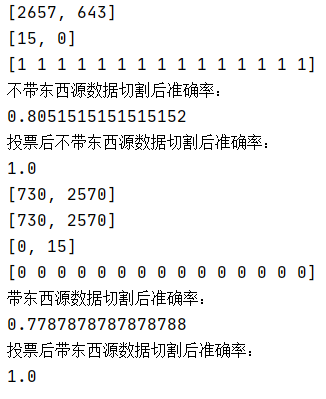 [2657, 643]
[15, 0]
[1 1 1 1 1 1 1 1 1 1 1 1 1 1 1]
不带东西源数据切割后准确率：
0.8051515151515152
投票后不带东西源数据切割后准确率：
1.0
[730, 2570]
[730, 2570]
[0, 15]
[0 0 0 0 0 0 0 0 0 0 0 0 0 0 0]
带东西源数据切割后准确率：
0.7787878787878788
投票后带东西源数据切割后准确率：
1.0